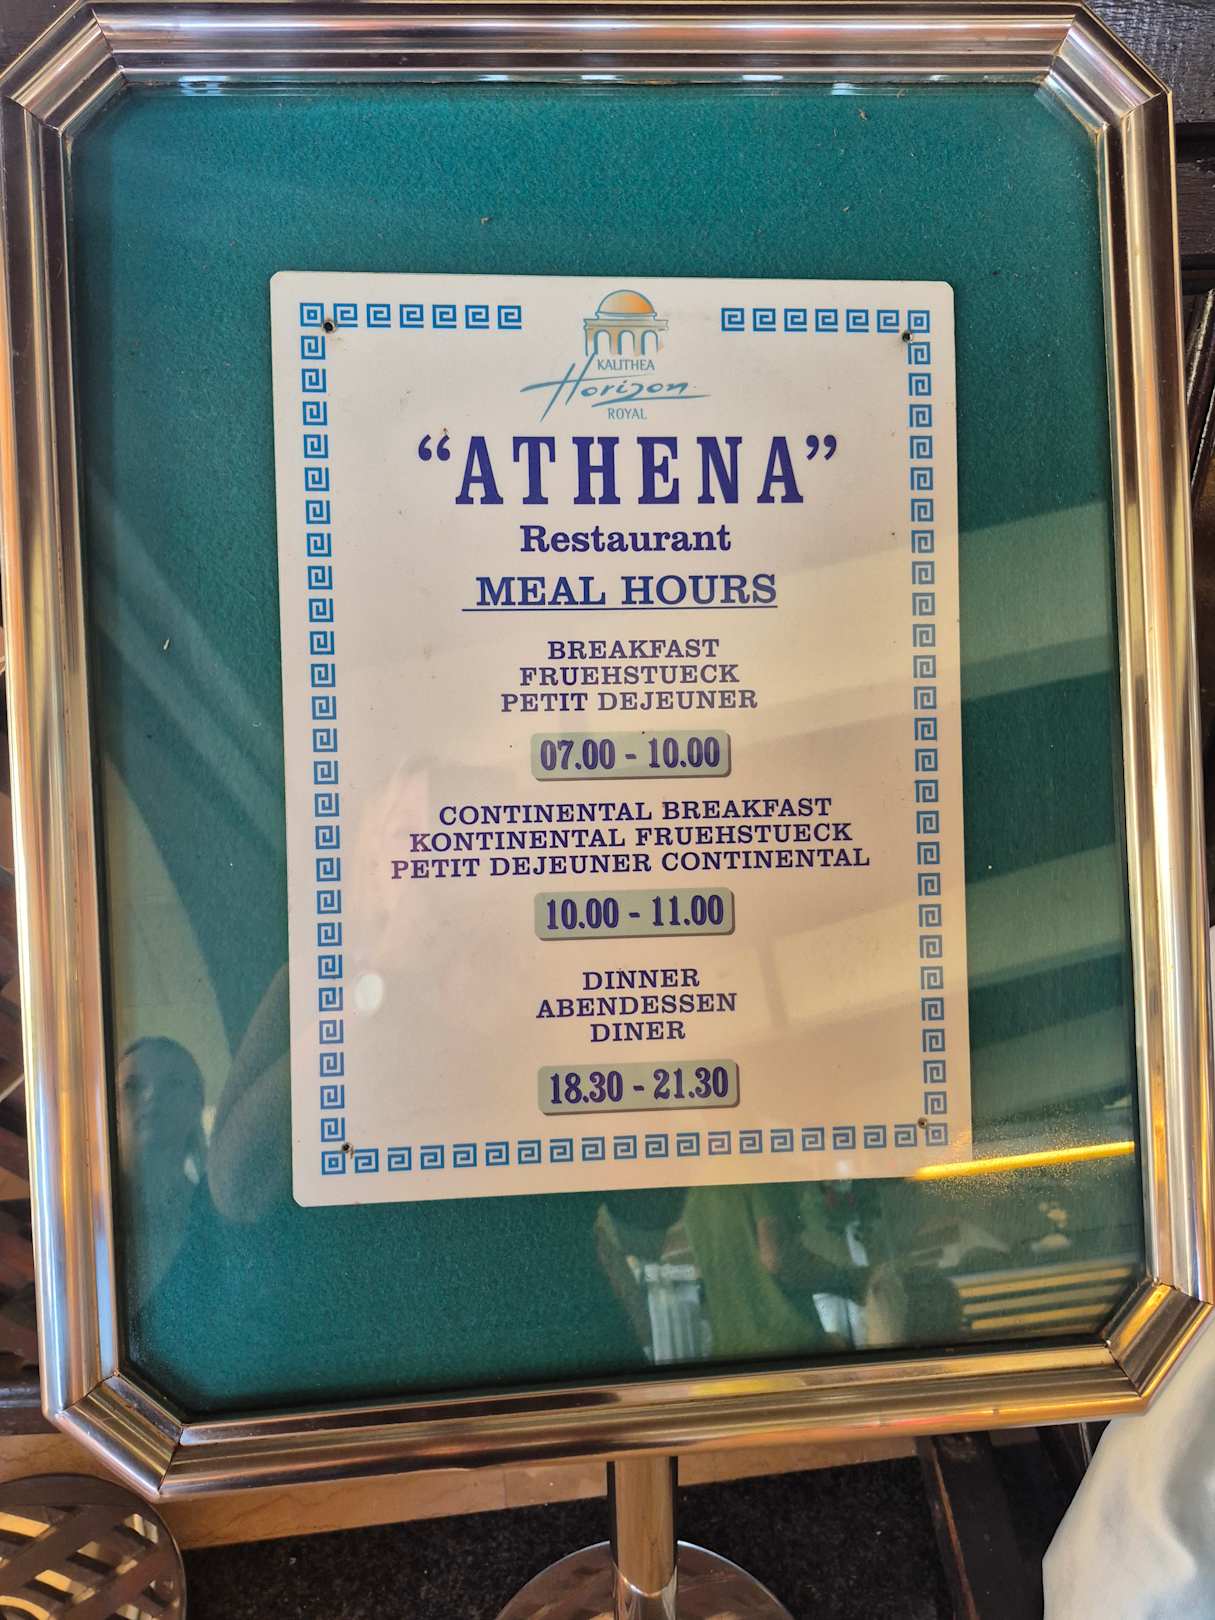 KALITHEA
Horizon
ROYAL
“ATHENA”
Restaurant
MEAL HOURS
BREAKFAST
FRUEHSTUECK
PETIT DEJEUNER
07.00 - 10.00
CONTINENTAL BREAKFAST
KONTINENTAL FRUEHSTUECK
PETIT DEJEUNER CONTINENTAL
10.00 - 11.00
DINNER
ABENDESSEN
DINER
18.30 - 21.30